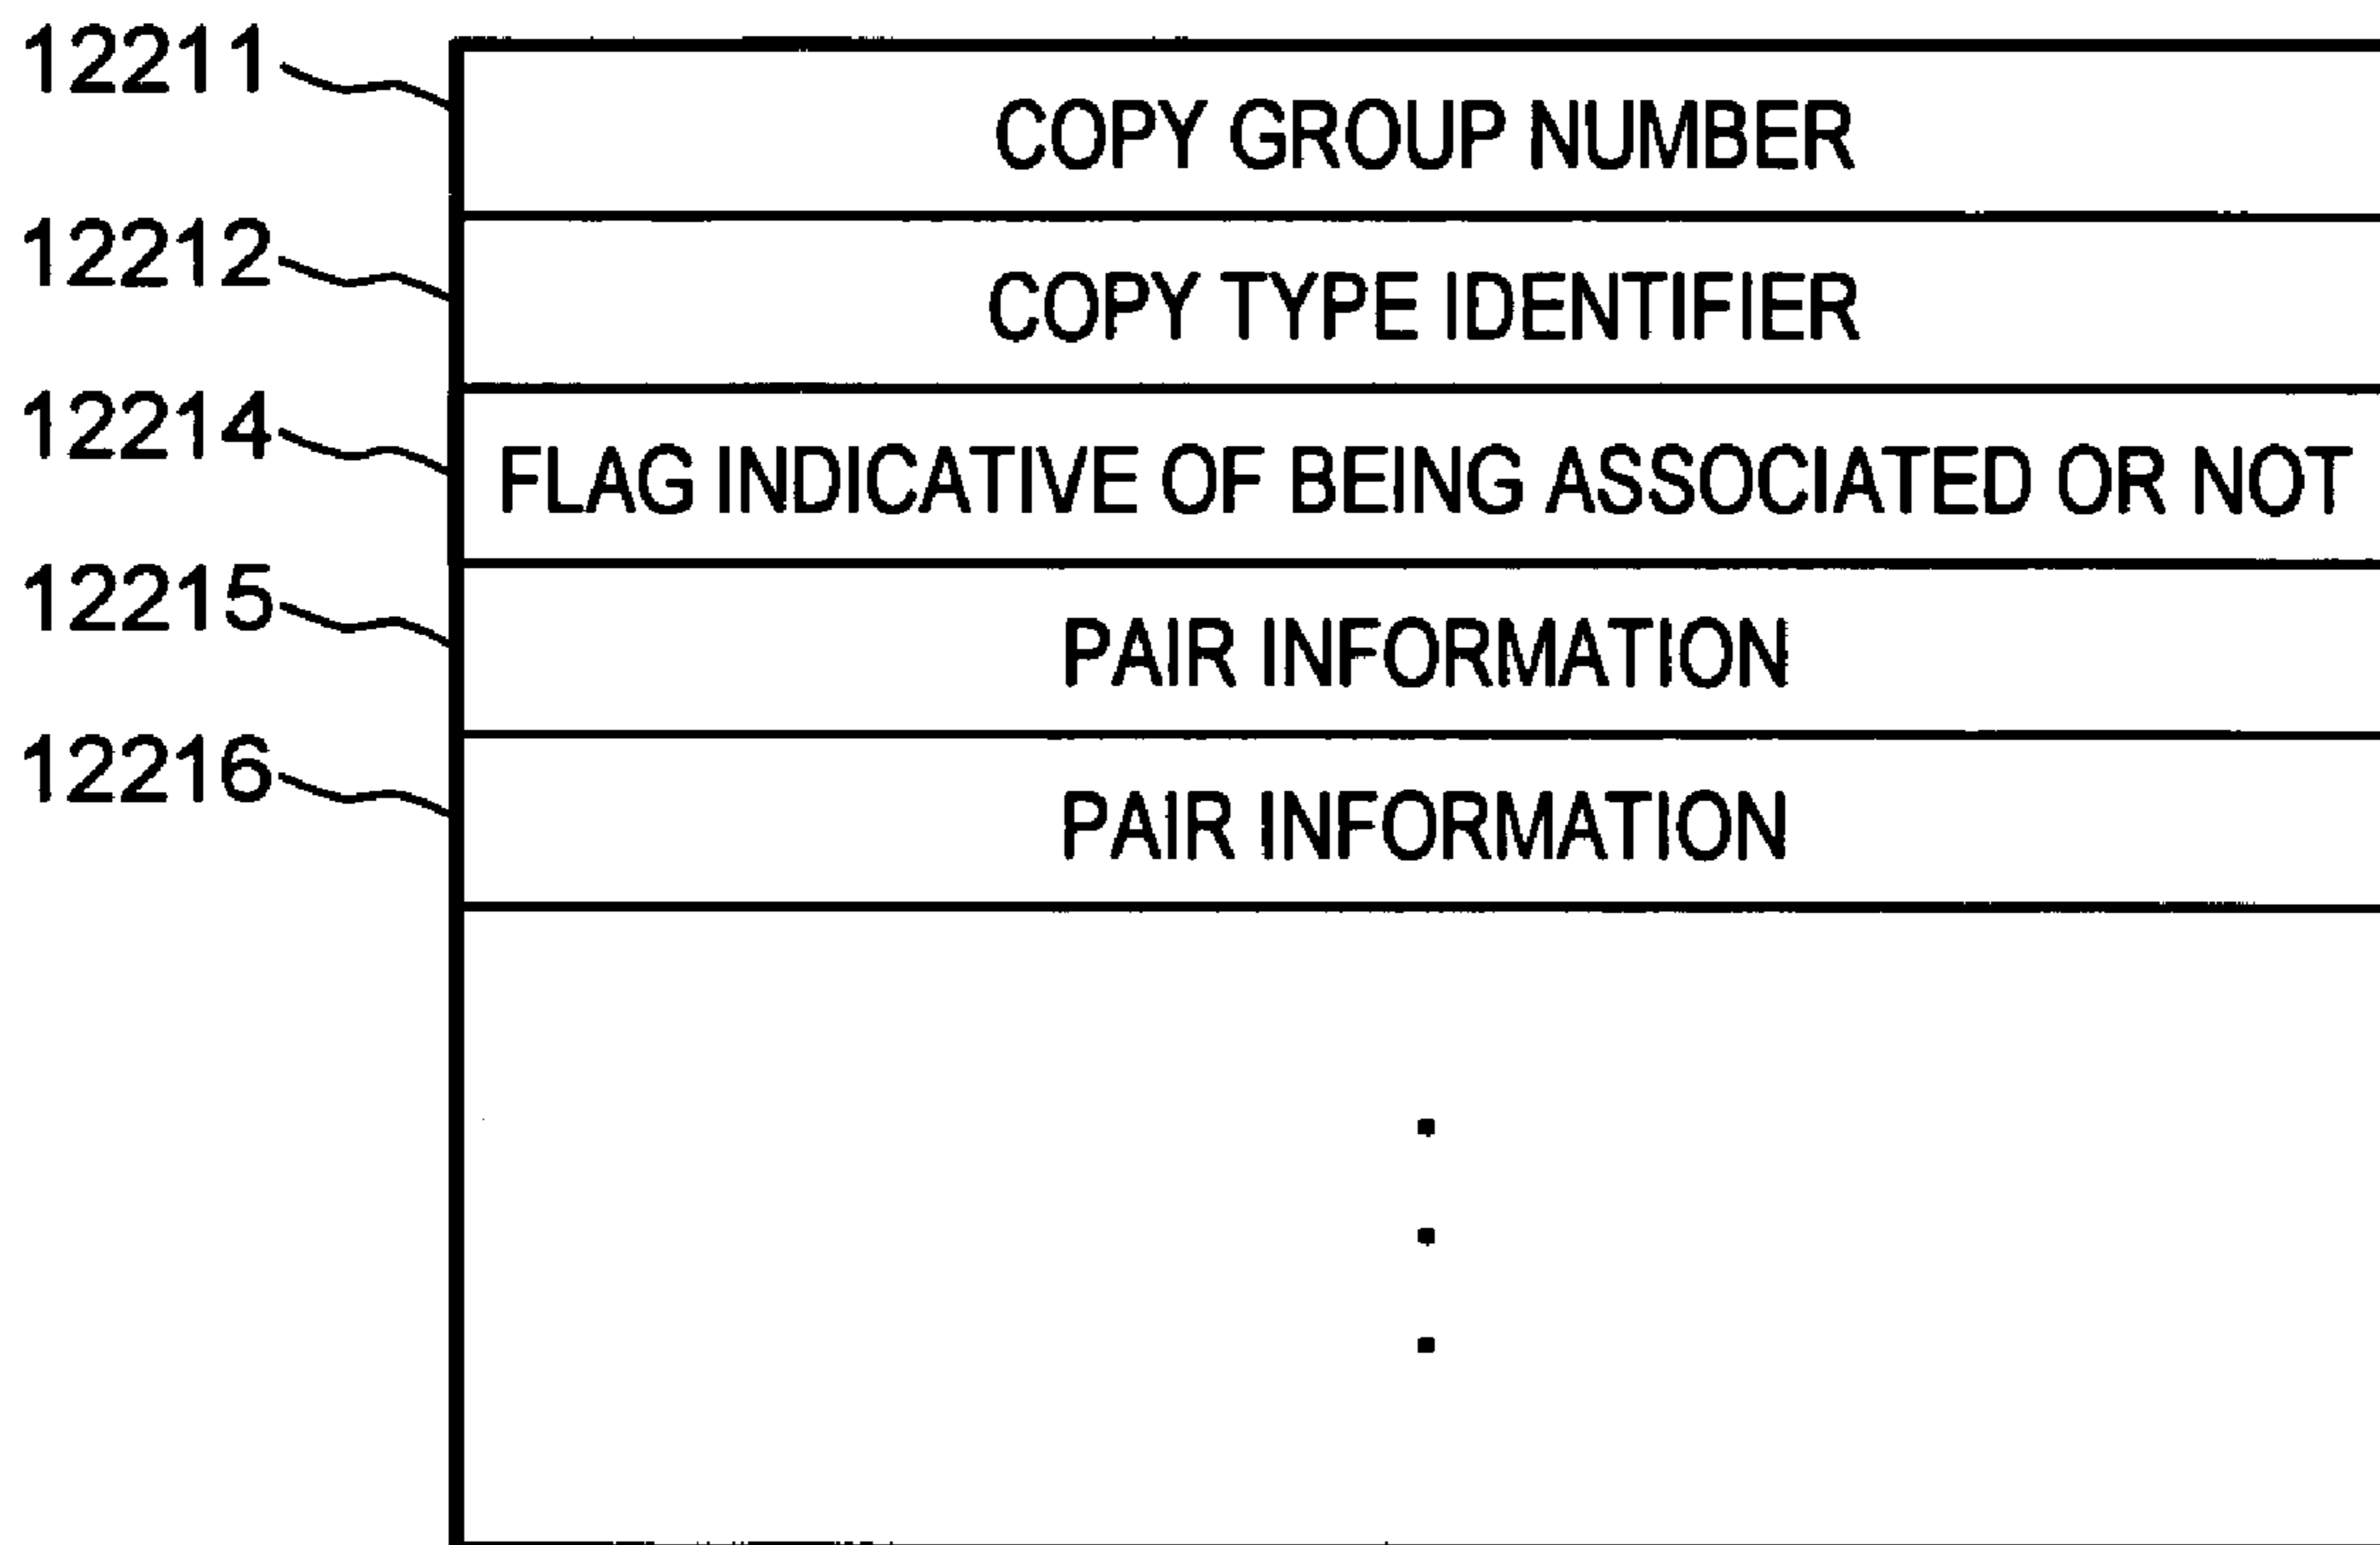 12211 COPY GROUP NUMBER
12212 COPY TYPE IDENTIFIER
12214 FLAG INDICATIVE OF BEING ASSOCIATED OR NOT
12215 PAIR INFORMATION
12216 PAIR INFORMATION